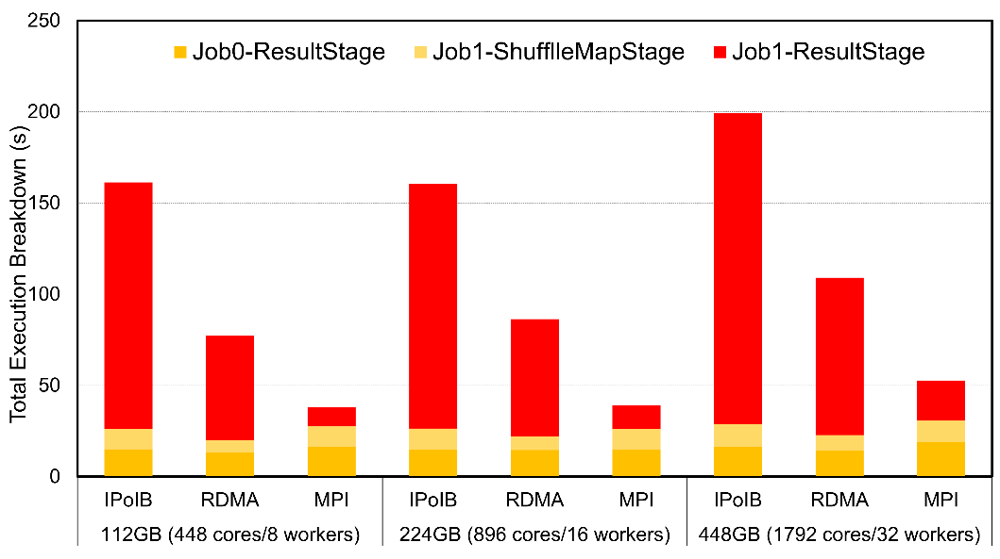 250
200
150
100
50
0
Total Execution Breakdown (s)
Job0-ResultStage Job1-ShufflleMapStage Job1-ResultStage
IPoIB RDMA MPI IPoIB RDMA MPI IPoIB RDMA MPI
112GB (448 cores/8 workers) 224GB (896 cores/16 workers) 448GB (1792 cores/32 workers)